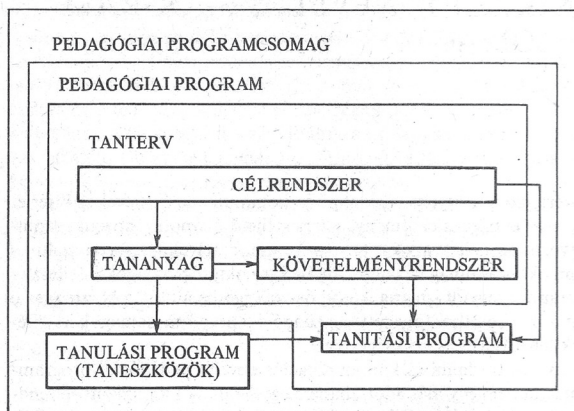 PEDAGÓGIAI PROGRAMCSOMAG
PEDAGÓGIAI PROGRAM
TANTERV
CÉLRENDSZER
TANANYAG
KÖVETELMÉNYRENDSZER
TANULÁSI PROGRAM
(TANESZKÖZÖK)
TANITÁSI PROGRAM